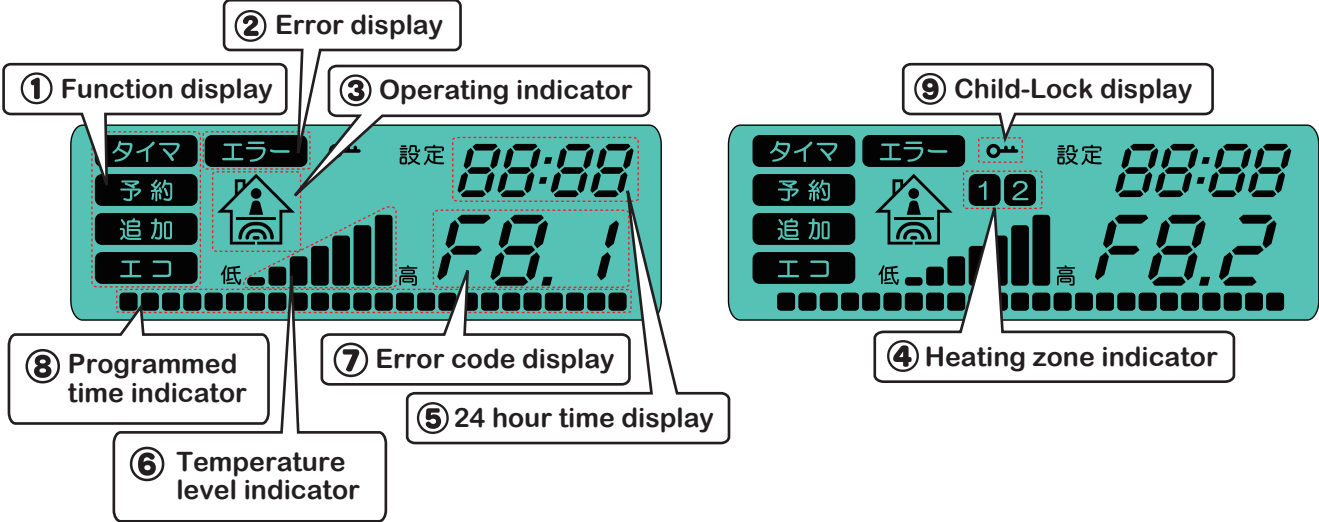 ② Error display
① Function display
③ Operating indicator
⑨ Child-Lock display
タイマ エラー 設定 88:88
予約
追加
エコ 低 高 F8.1
タイマ エラー 設定 88:88
予約 1 2
追加
エコ 低 高 F8.2
⑧ Programmed
time indicator
⑦ Error code display
④ Heating zone indicator
⑤ 24 hour time display
⑥ Temperature
level indicator